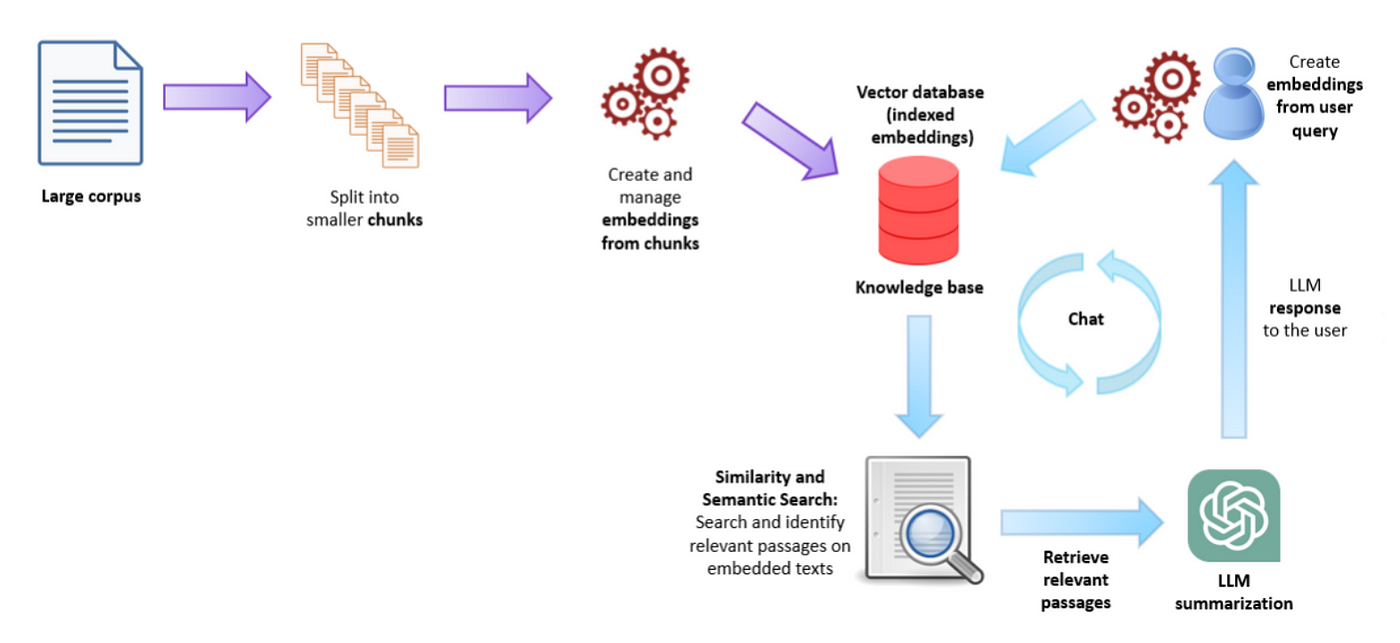 Large corpus
Split into
smaller chunks
Create and
manage
embeddings
from chunks
Vector database
(indexed
embeddings)
Knowledge base
Create
embeddings
from user
query
Chat
LLM
response
to the user
Similarity and
Semantic Search:
Search and identify
relevant passages on
embedded texts
Retrieve
relevant
passages
LLM
summarization